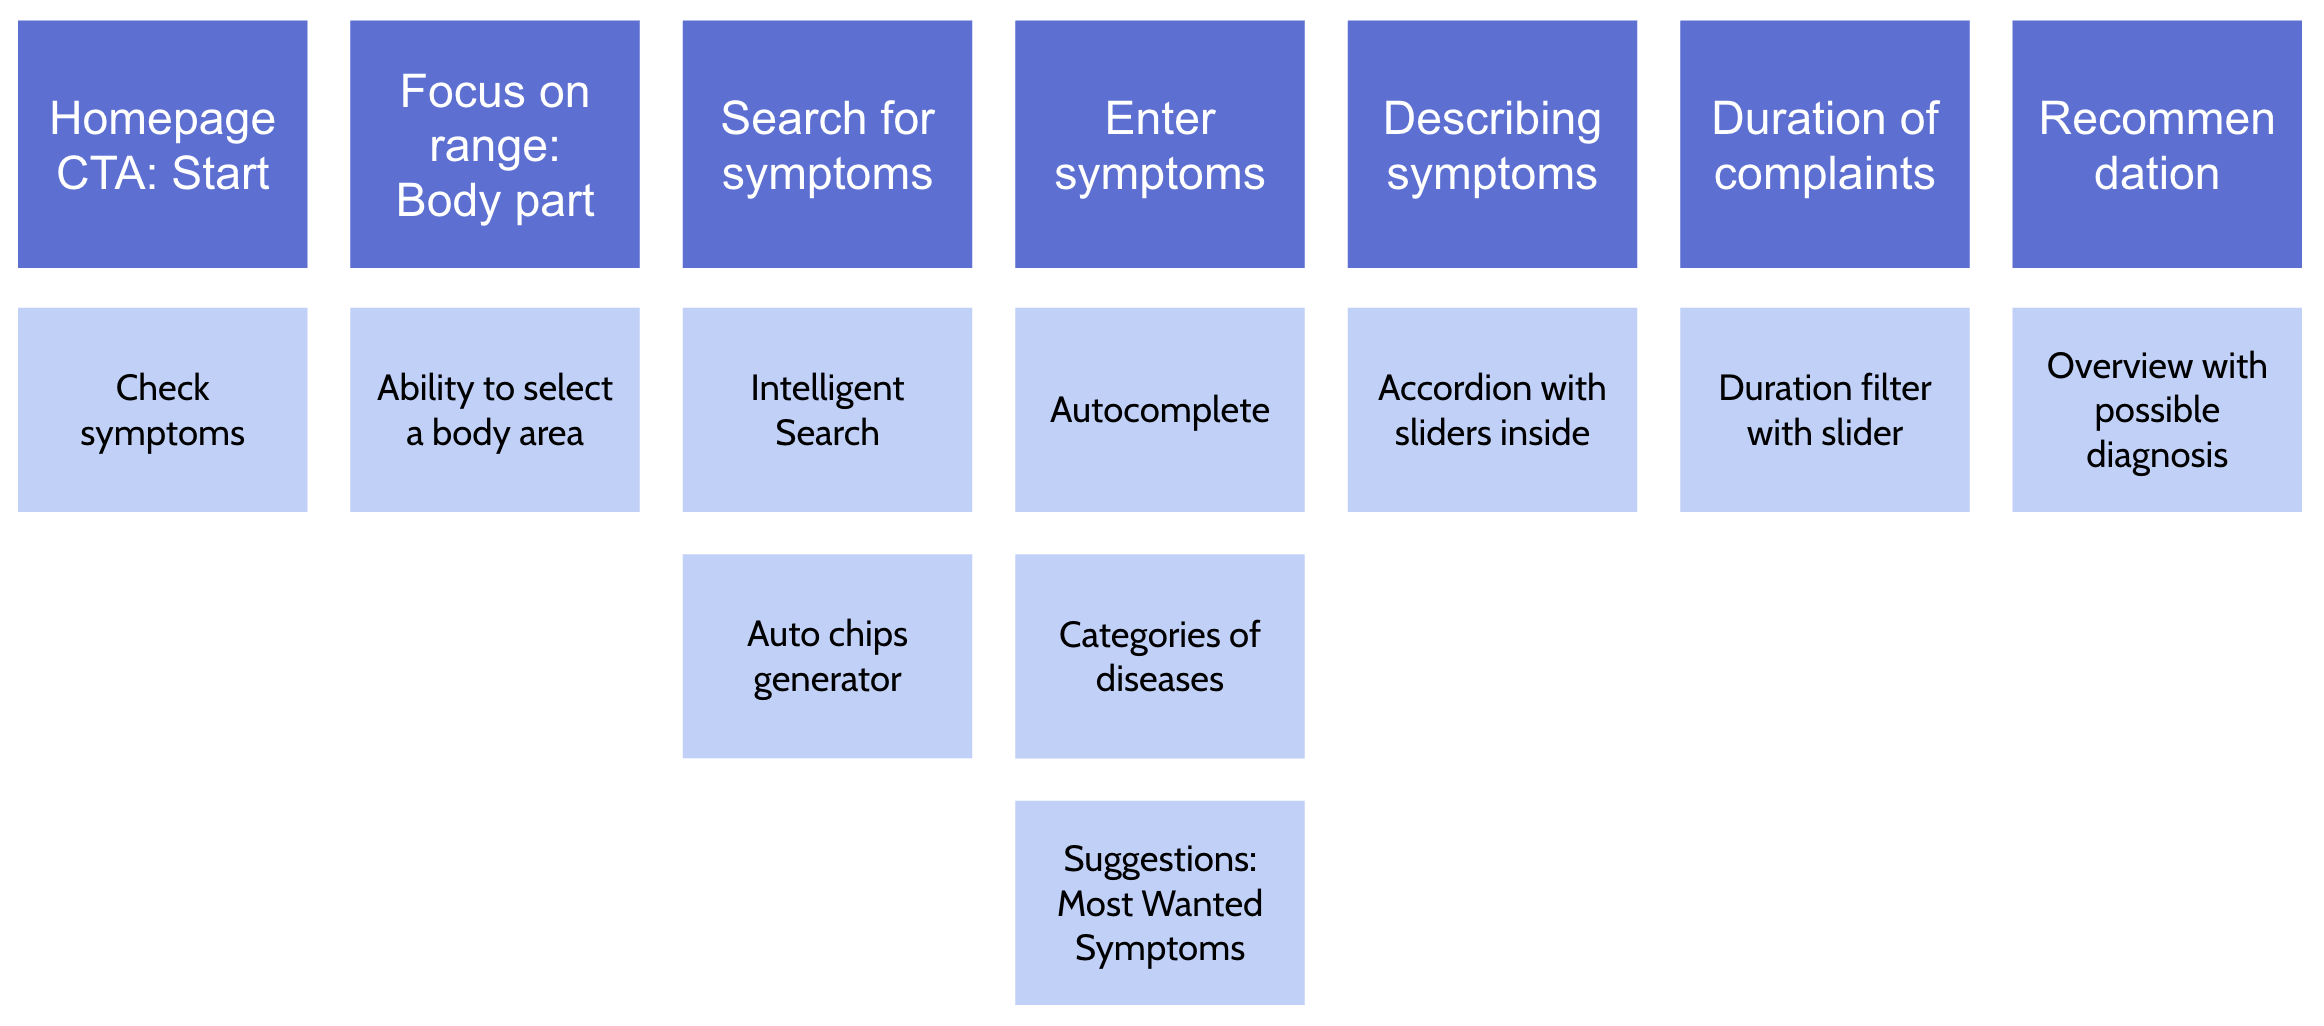 Homepage
CTA: Start
Focus on
range:
Body part
Search for
symptoms
Enter
symptoms
Describing
symptoms
Duration of
complaints
Recommen
dation
Check
symptoms
Ability to select
a body area
Intelligent
Search
Autocomplete
Accordion with
sliders inside
Duration filter
with slider
Overview with
possible
diagnosis
Auto chips
generator
Categories of
diseases
Suggestions:
Most Wanted
Symptoms